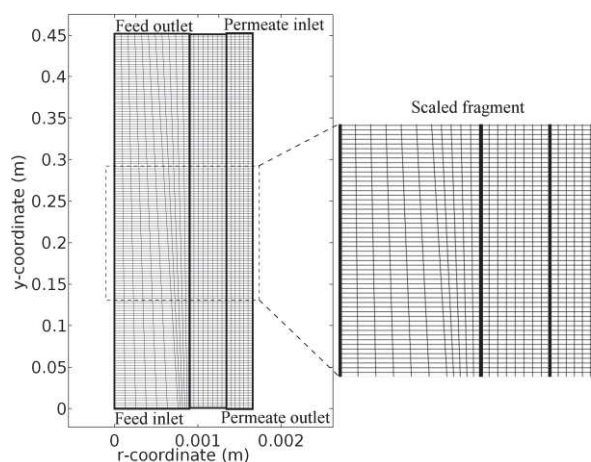 Feed outlet
Permeate inlet
0.45
0.4
0.35
0.3
0.25
0.2
0.15
0.1
0.05
0
y-coordinate (m)
Scaled fragment
Feed inlet
Permeate outlet
0
0.001
0.002
r-coordinate (m)